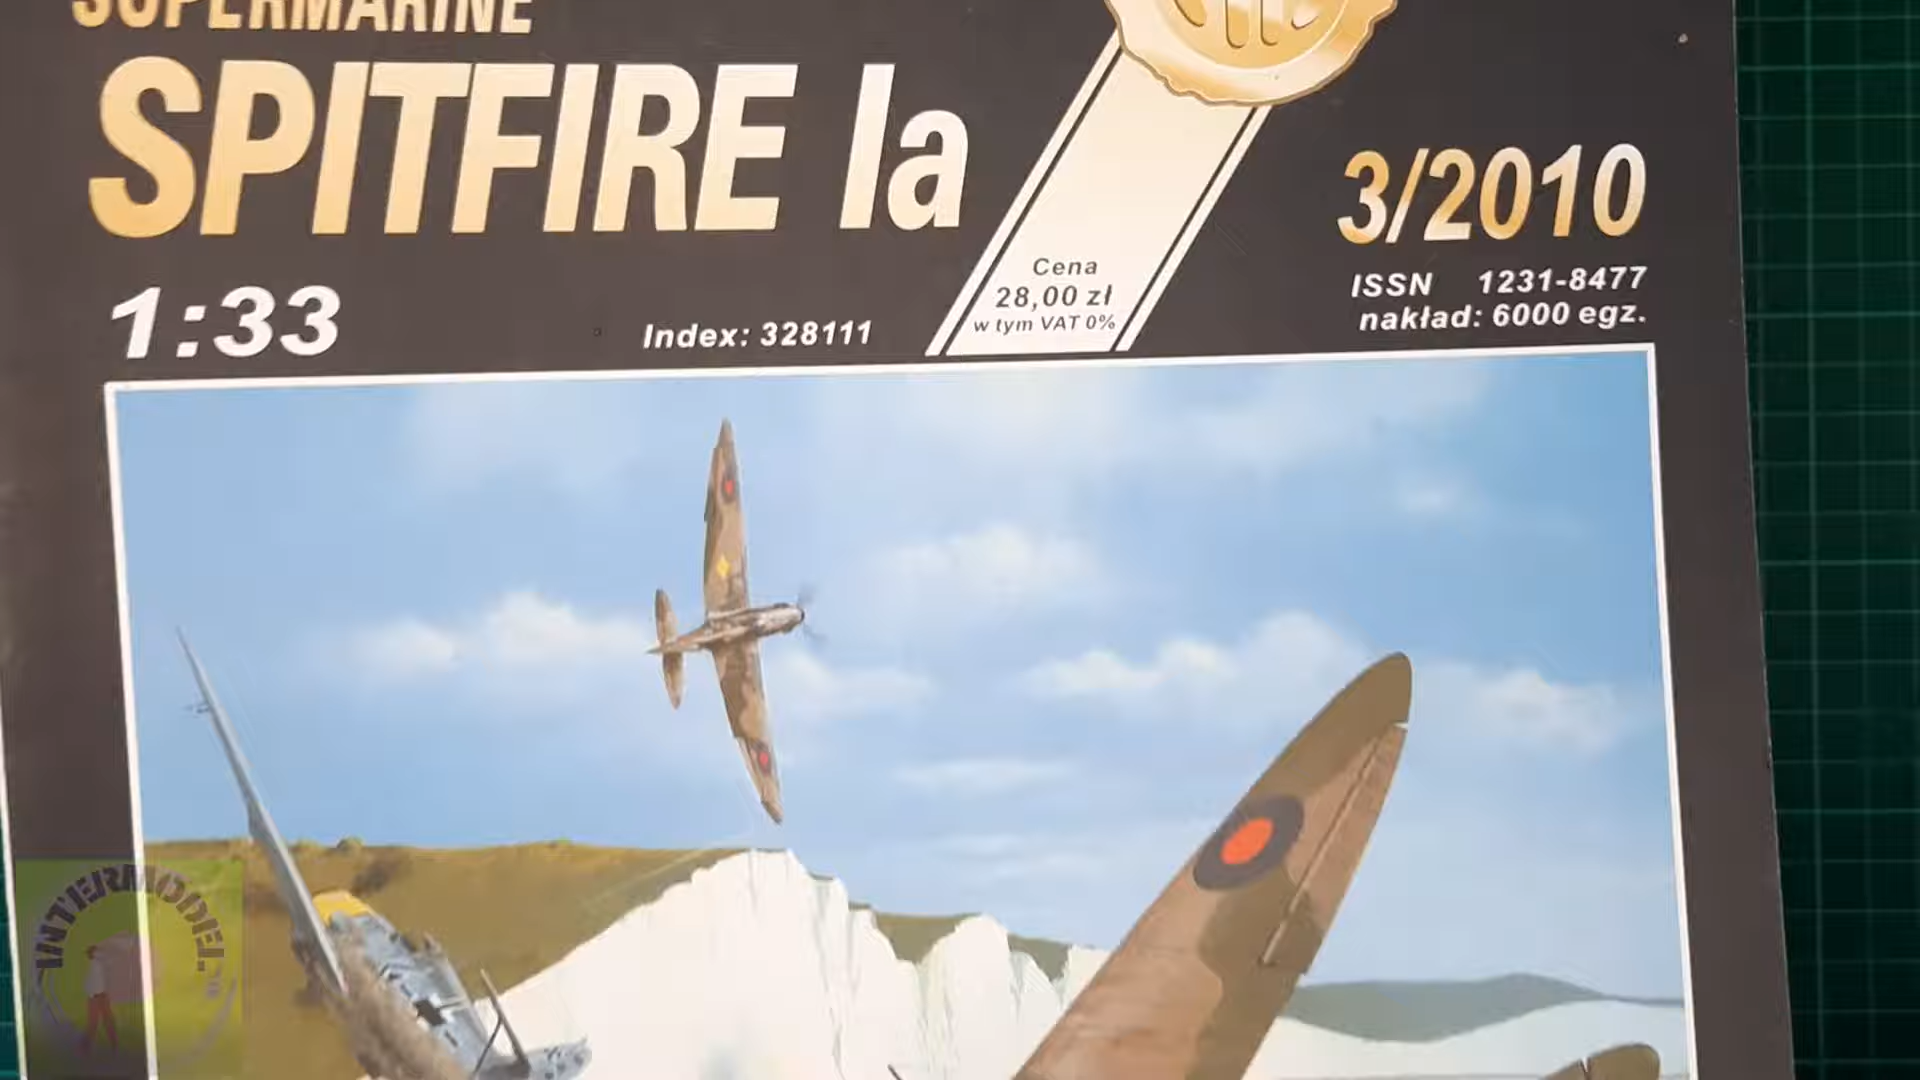 SUPERMARINE
SPITFIRE Ia
3/2010
1:33
Index: 328111
Cena
28,00 zł
w tym VAT 0%
ISSN 1231-8477
nakład: 6000 egz.
INTERMODEL